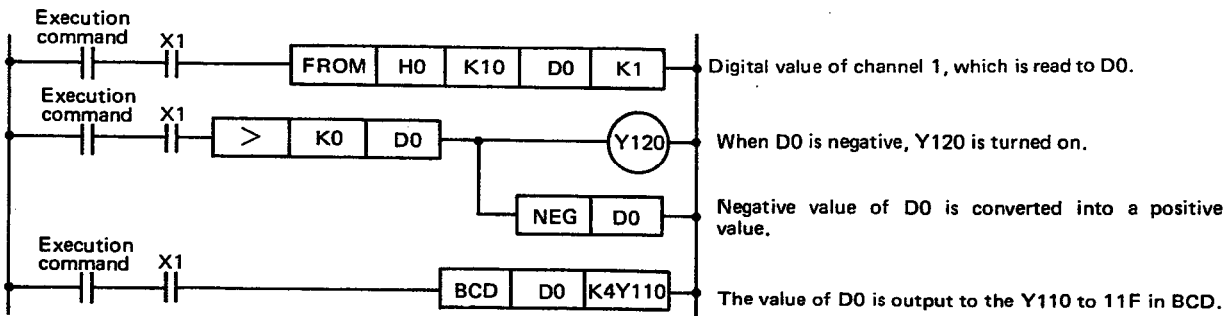 Execution
command X1
FROM H0 K10 D0 K1 Digital value of channel 1, which is read to D0.
Execution
command X1
> K0 D0 Y120 When D0 is negative, Y120 is turned on.
NEG D0 Negative value of D0 is converted into a positive
value.
Execution
command X1
BCD D0 K4Y110 The value of D0 is output to the Y110 to 11F in BCD.